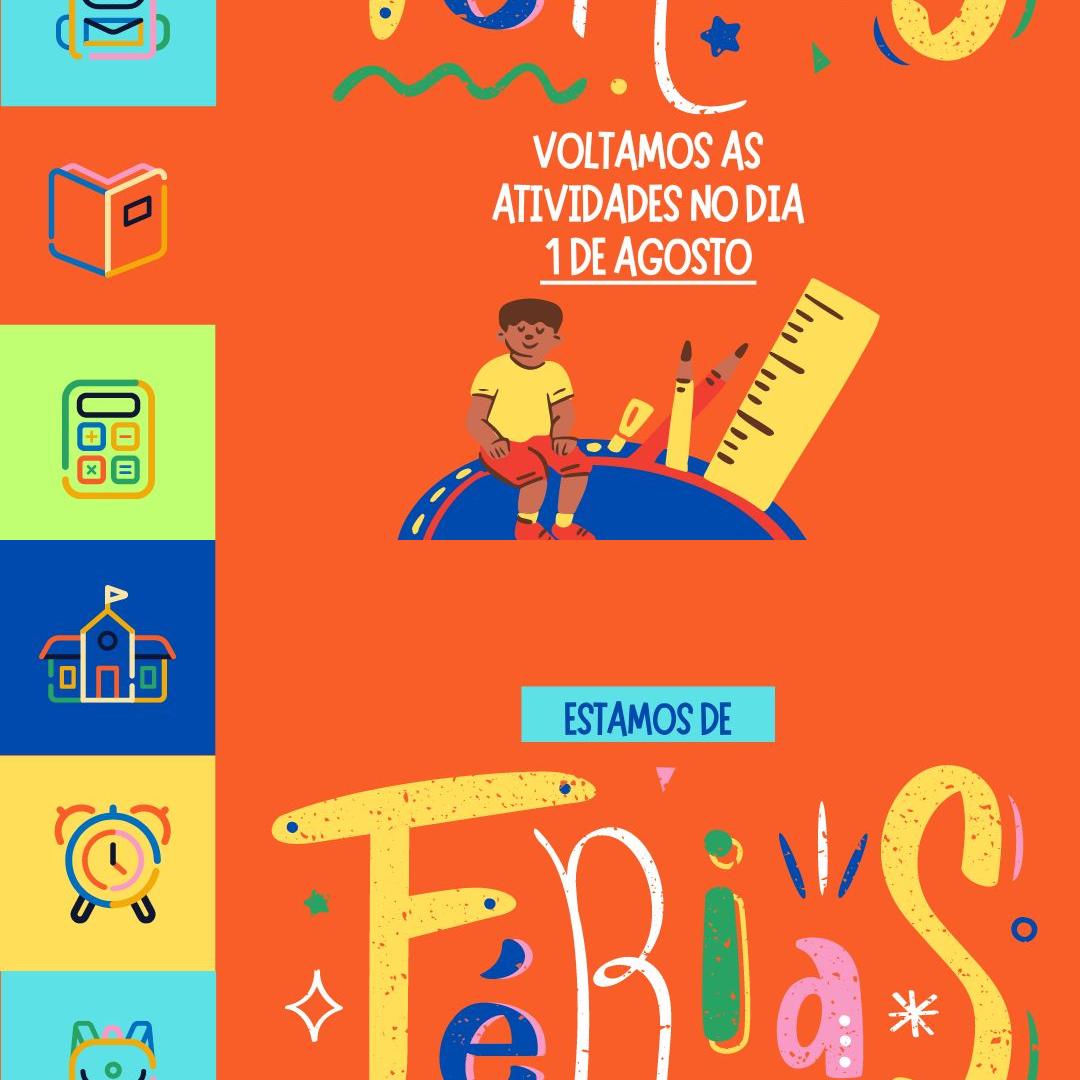 VOLTAMOS AS
ATIVIDADES NO DIA
1 DE AGOSTO
ESTAMOS DE
FéRiaS